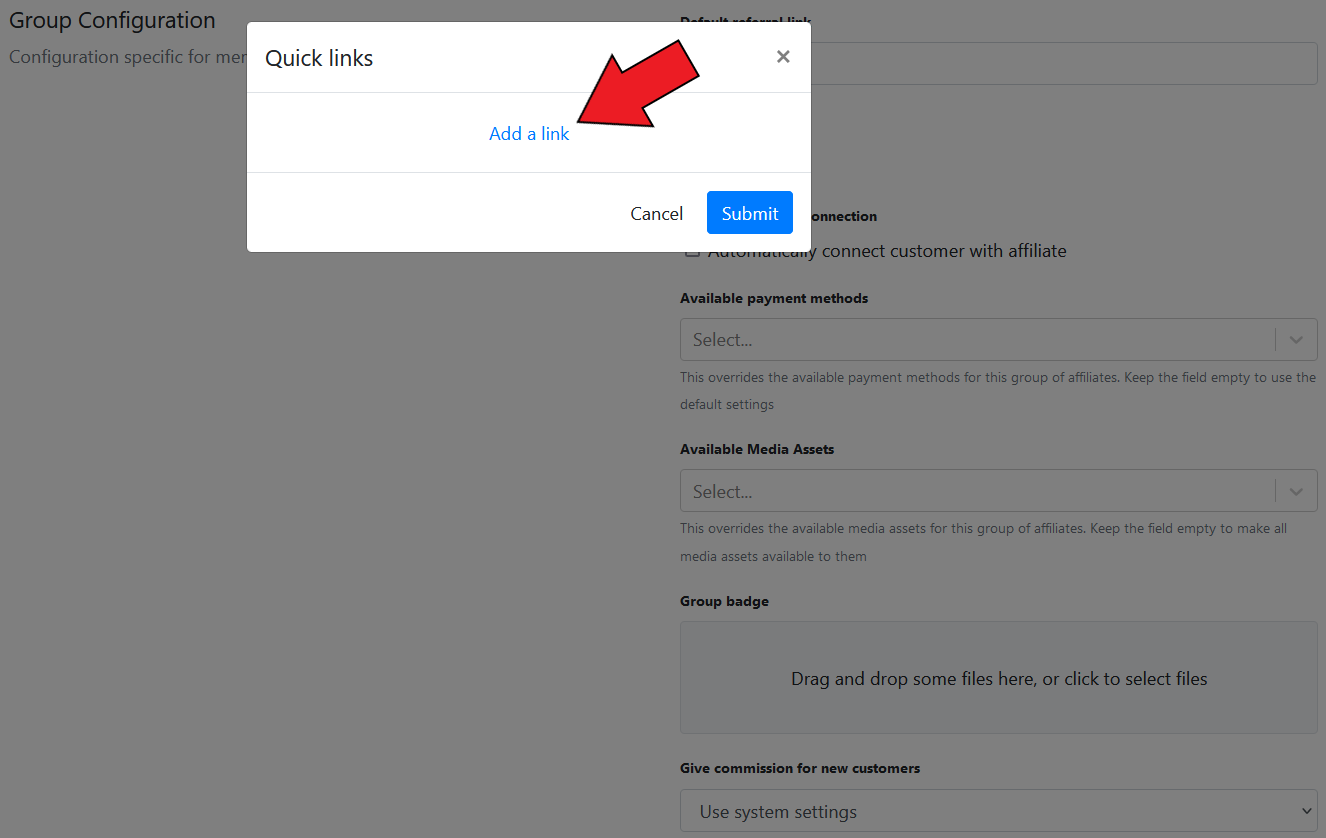 Group Configuration
Configuration specific for mer
Default referral link
Quick links
×
Add a link
Cancel
Submit
onnection
Automatically connect customer with affiliate
Available payment methods
Select...
This overrides the available payment methods for this group of affiliates. Keep the field empty to use the
default settings
Available Media Assets
Select...
This overrides the available media assets for this group of affiliates. Keep the field empty to make all
media assets available to them
Group badge
Drag and drop some files here, or click to select files
Give commission for new customers
Use system settings